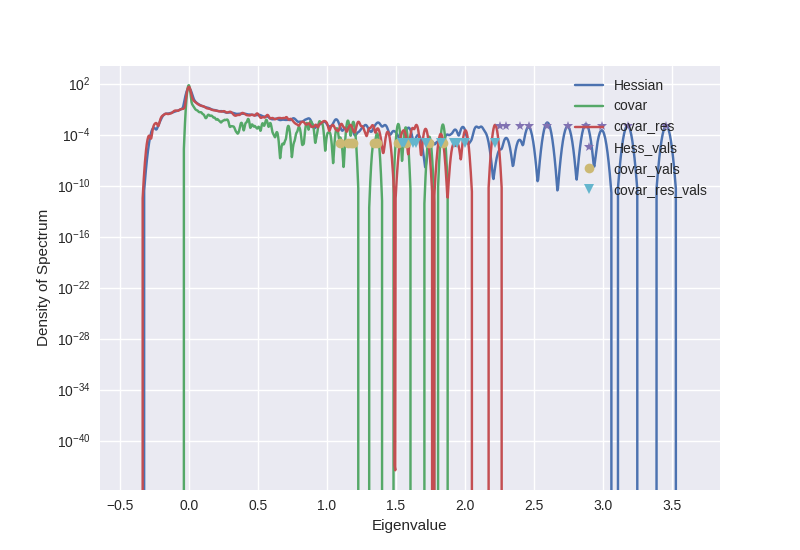 10^2
10^−4
10^−10
10^−16
10^−22
10^−28
10^−34
10^−40
Density of Spectrum
Hessian
covar
covar_res
Hess_vals
covar_vals
covar_res_vals
−0.5 0.0 0.5 1.0 1.5 2.0 2.5 3.0 3.5
Eigenvalue